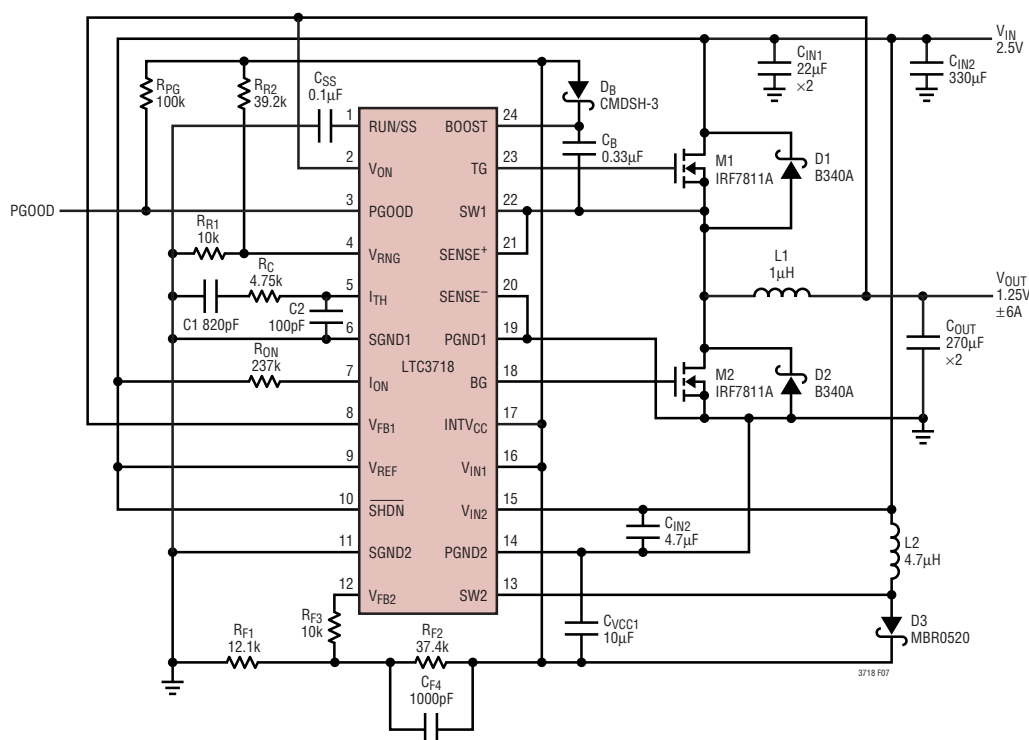 VIN
2.5V
CIN1
22µF
×2
CIN2
330µF
RPG
100k
RR2
39.2k
CSS
0.1µF
DB
CMDSH-3
CB
0.33µF
1 RUN/SS BOOST 24
2 VON TG 23
3 PGOOD SW1 22
4 VRNG SENSE+ 21
5 ITH SENSE− 20
6 SGND1 PGND1 19
LTC3718
7 ION BG 18
8 VFB1 INTVCC 17
9 VREF VIN1 16
10 SHDN VIN2 15
11 SGND2 PGND2 14
12 VFB2 SW2 13
PGOOD
RR1
10k
RC
4.75k
C1 820pF
C2
100pF
RON
237k
M1
IRF7811A
D1
B340A
L1
1µH
VOUT
1.25V
±6A
COUT
270µF
×2
M2
IRF7811A
D2
B340A
CIN2
4.7µF
L2
4.7µH
CVCC1
10µF
D3
MBR0520
RF3
10k
RF1
12.1k
RF2
37.4k
CF4
1000pF
3718 F07